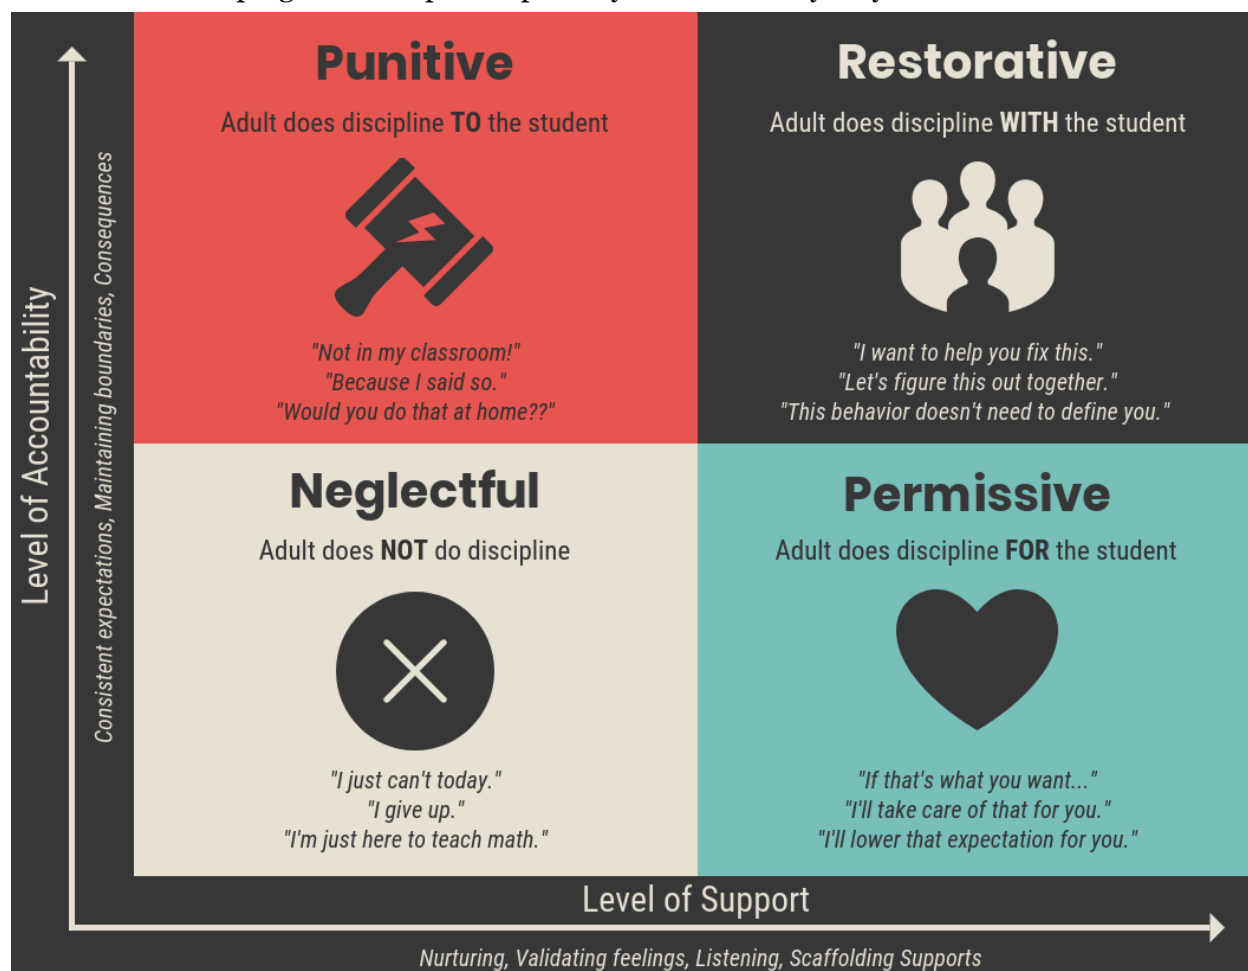 Punitive
Adult does discipline TO the student
"Not in my classroom!"
"Because I said so."
"Would you do that at home??"
Restorative
Adult does discipline WITH the student
"I want to help you fix this."
"Let's figure this out together."
"This behavior doesn't need to define you."
Neglectful
Adult does NOT do discipline
"I just can't today."
"I give up."
"I'm just here to teach math."
Permissive
Adult does discipline FOR the student
"If that's what you want..."
"I'll take care of that for you."
"I'll lower that expectation for you."
Level of Accountability
Consistent expectations, Maintaining boundaries, Consequences
Level of Support
Nurturing, Validating feelings, Listening, Scaffolding Supports